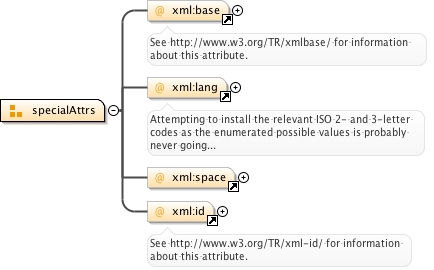 @ xml:base
See http://www.w3.org/TR/xmlbase/ for information
about this attribute.
@ xml:lang
Attempting to install the relevant ISO 2- and 3-letter
codes as the enumerated possible values is probably
never going...
specialAttrs
@ xml:space
@ xml:id
See http://www.w3.org/TR/xml-id/ for information
about this attribute.